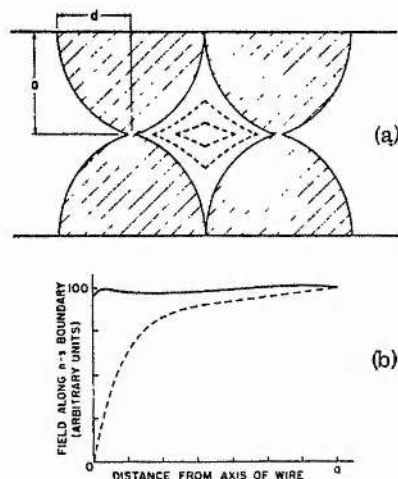 d
a
(a)
100
FIELD ALONG n-s BOUNDARY
(ARBITRARY UNITS)
(b)
0
a
DISTANCE FROM AXIS OF WIRE